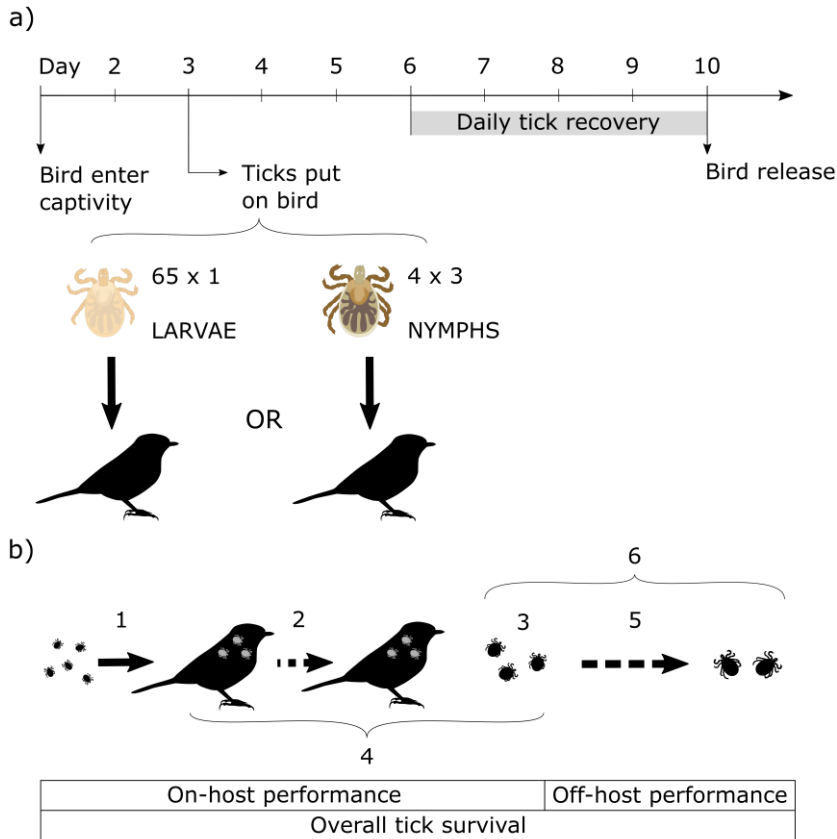 a)
Day 2 3 4 5 6 7 8 9 10
Daily tick recovery
Bird enter
captivity
Ticks put
on bird
Bird release
65 x 1
LARVAE
4 x 3
NYMPHS
OR
b)
6
1 2 3 5
4
On-host performance Off-host performance
Overall tick survival